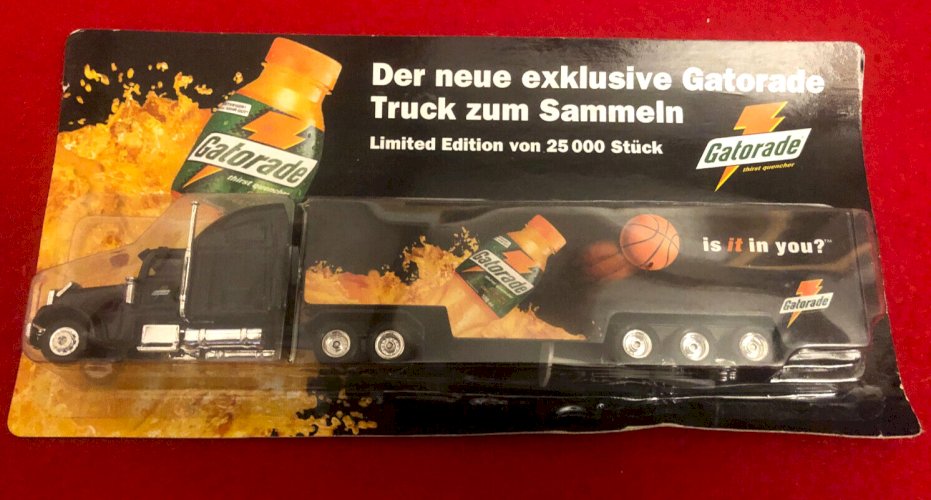 Der neue exklusive Gatorade
Truck zum Sammeln
Limited Edition von 25 000 Stück
Gatorade
thirst quencher
Gatorade
thirst quencher
Gatorade
is it in you?™
Gatorade